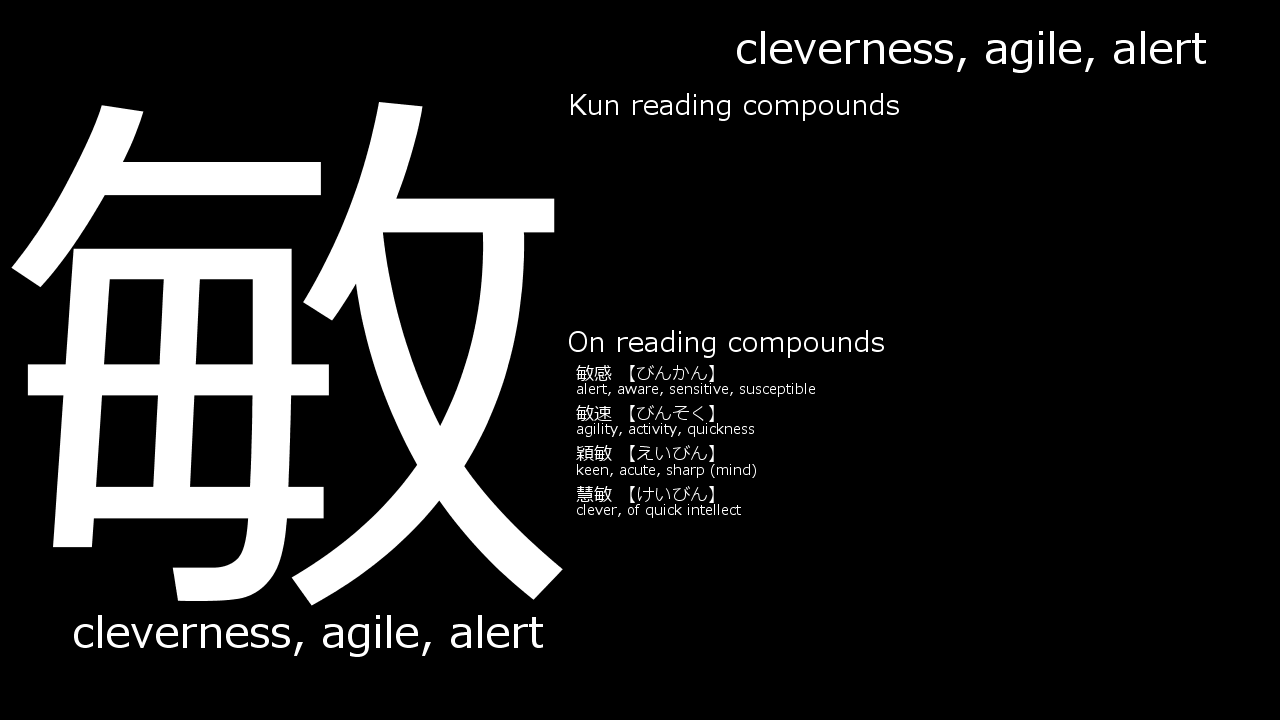 cleverness, agile, alert
敏
cleverness, agile, alert
Kun reading compounds
On reading compounds
敏感 【びんかん】
alert, aware, sensitive, susceptible
敏速 【びんそく】
agility, activity, quickness
穎敏 【えいびん】
keen, acute, sharp (mind)
慧敏 【けいびん】
clever, of quick intellect